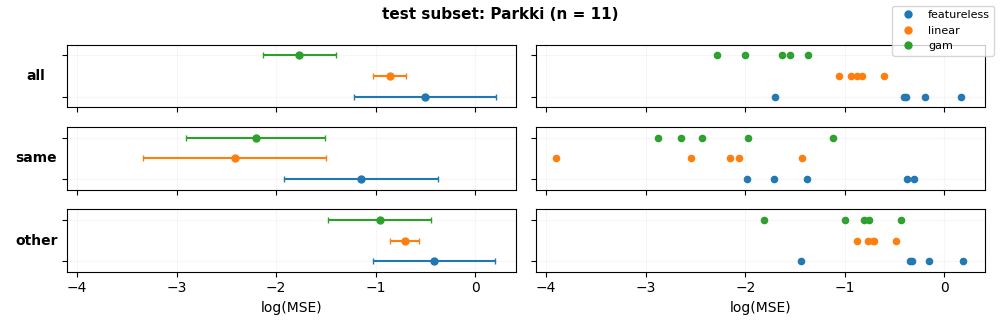 test subset: Parkki (n = 11)
featureless
linear
gam
all
same
other
−4 −3 −2 −1 0
−4 −3 −2 −1 0
log(MSE)
log(MSE)